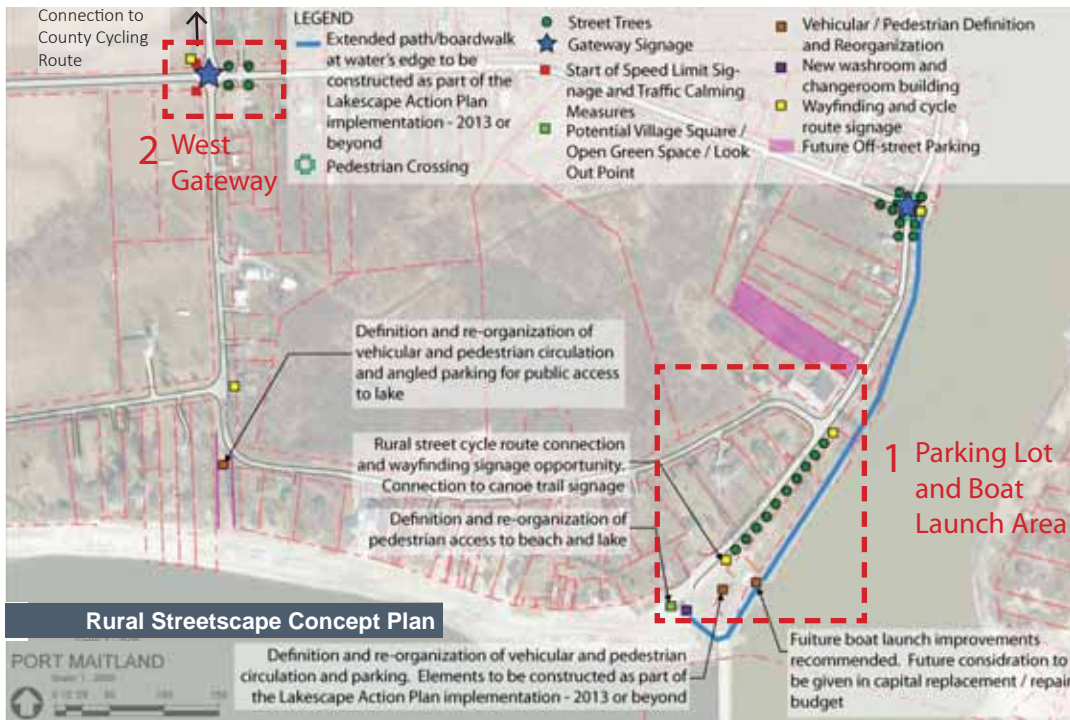 Connection to
County Cycling
Route
LEGEND
Extended path/boardwalk
at water's edge to be
constructed as part of the
Lakescape Action Plan
implementation - 2013 or
beyond
Pedestrian Crossing
Street Trees
Gateway Signage
Start of Speed Limit Sig-
nage and Traffic Calming
Measures
Potential Village Square /
Open Green Space / Look
Out Point
Vehicular / Pedestrian Definition
and Reorganization
New washroom and
changeroom building
Wayfinding and cycle
route signage
Future Off-street Parking
2 West
Gateway
Definition and re-organization of
vehicular and pedestrian circulation
and angled parking for public access
to lake
Rural street cycle route connection
and wayfinding signage opportunity.
Connection to canoe trail signage
Definition and re-organization of
pedestrian access to beach and lake
1 Parking Lot
and Boat
Launch Area
Rural Streetscape Concept Plan
PORT MAITLAND
Definition and re-organization of vehicular and pedestrian
circulation and parking. Elements to be constructed as part of
the Lakescape Action Plan implementation - 2013 or beyond
Fuiture boat launch improvements
recommended. Future considration to
be given in capital replacement / repair
budget